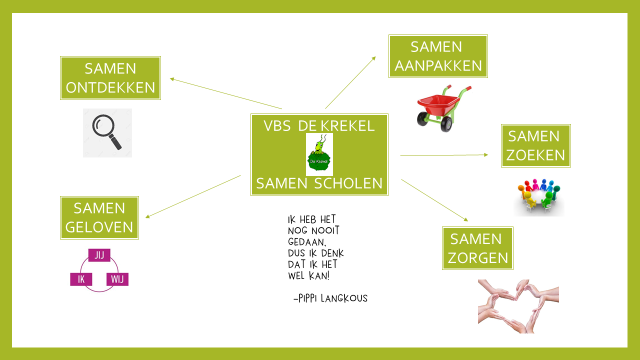 SAMEN
ONTDEKKEN
SAMEN
AANPAKKEN
VBS DE KREKEL
SAMEN SCHOLEN
SAMEN
ZOEKEN
SAMEN
GELOVEN
JIJ
IK
WIJ
SAMEN
ZORGEN
IK HEB HET
NOG NOOIT
GEDAAN,
DUS IK DENK
DAT IK HET
WEL KAN!
-PIPPI LANGKOUS